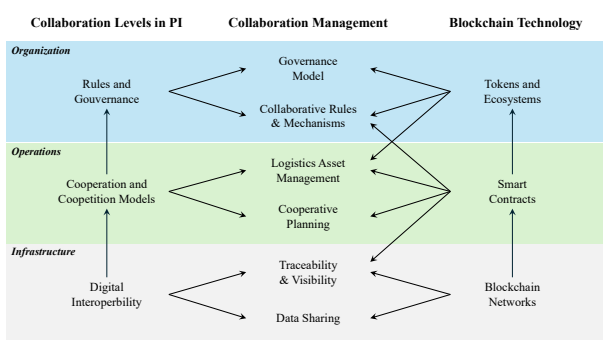 Collaboration Levels in PI
Collaboration Management
Blockchain Technology
Organization
Rules and
Gouvernance
Governance
Model
Collaborative Rules
& Mechanisms
Tokens and
Ecosystems
Operations
Cooperation and
Coopetition Models
Logistics Asset
Management
Cooperative
Planning
Smart
Contracts
Infrastructure
Digital
Interoperbility
Traceability
& Visibility
Data Sharing
Blockchain
Networks